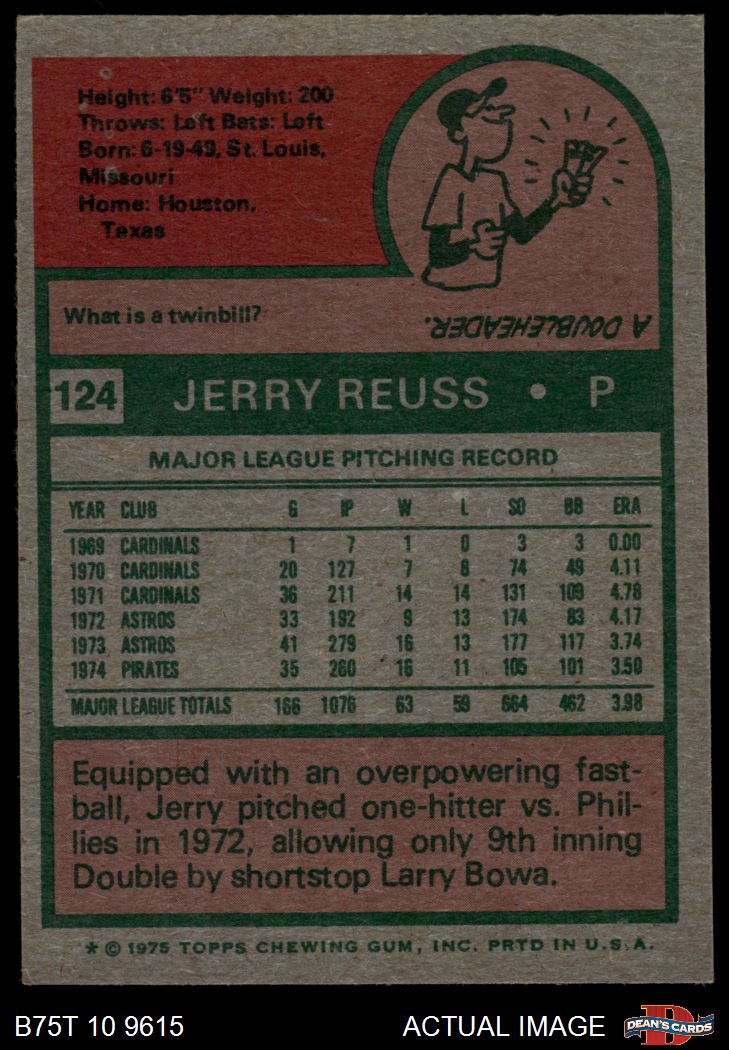 Height: 6'5" Weight: 200
Throws: Left Bats: Left
Born: 6-19-49, St. Louis,
Missouri
Home: Houston,
Texas
What is a twinbill?
A DOUBLEHEADER.
124 JERRY REUSS • P
MAJOR LEAGUE PITCHING RECORD
YEAR CLUB G IP W L SO BB ERA
1969 CARDINALS 1 7 1 0 3 3 0.00
1970 CARDINALS 20 127 7 8 74 49 4.11
1971 CARDINALS 36 211 14 14 131 109 4.78
1972 ASTROS 33 192 9 13 174 83 4.17
1973 ASTROS 41 279 16 13 177 117 3.74
1974 PIRATES 35 260 16 11 105 101 3.50
MAJOR LEAGUE TOTALS 166 1076 63 59 664 462 3.98
Equipped with an overpowering fast-
ball, Jerry pitched one-hitter vs. Phil-
lies in 1972, allowing only 9th inning
Double by shortstop Larry Bowa.
* © 1975 TOPPS CHEWING GUM, INC. PRTD IN U.S.A.
B75T 10 9615 ACTUAL IMAGE DEAN'S CARDS